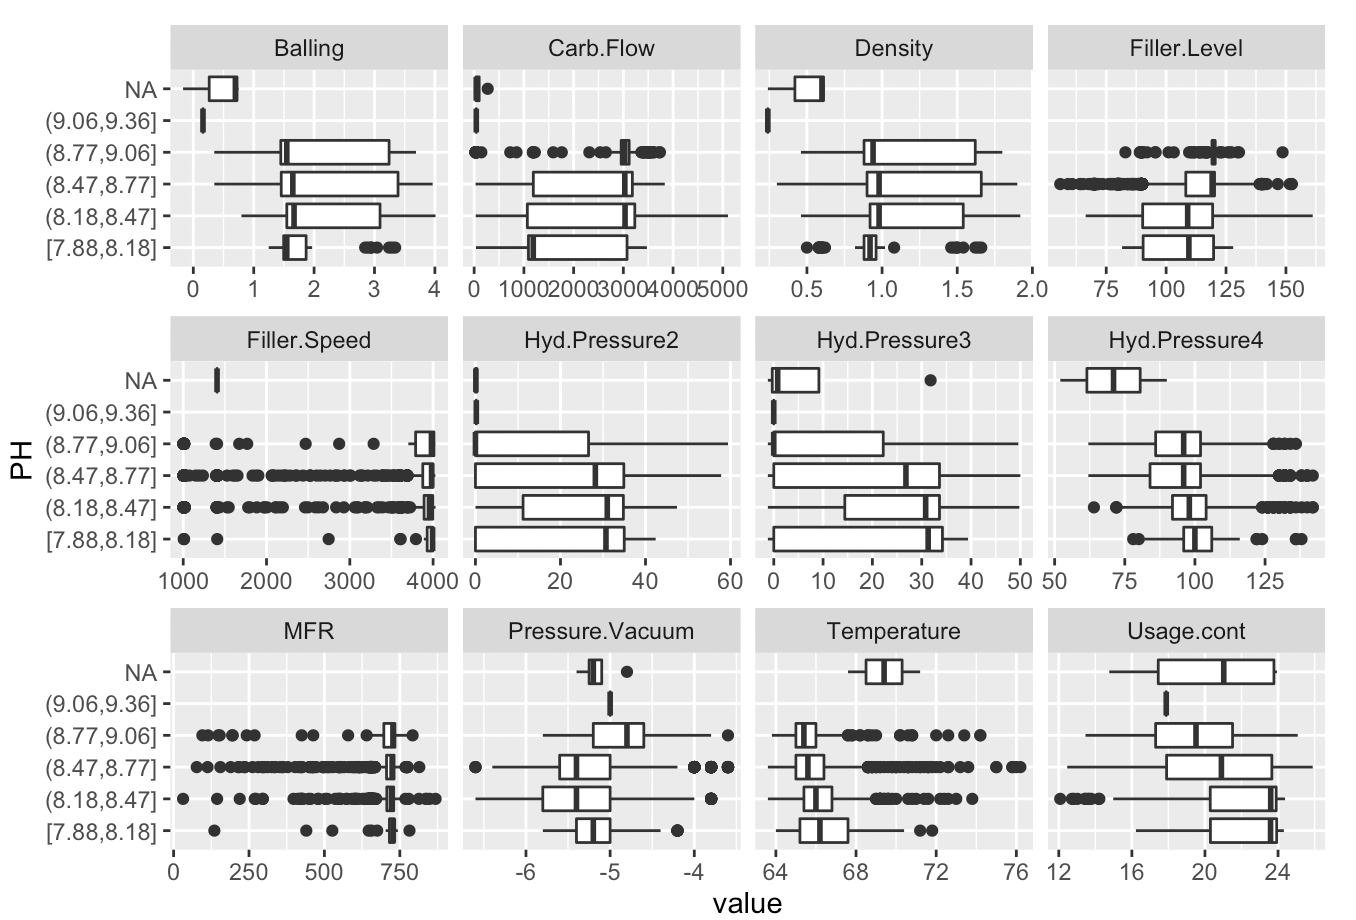 Balling Carb.Flow Density Filler.Level
NA
(9.06,9.36]
(8.77,9.06]
(8.47,8.77]
(8.18,8.47]
[7.88,8.18]
0 1 2 3 4 0 1000 2000 3000 4000 5000 0.5 1.0 1.5 2.0 75 100 125 150
Filler.Speed Hyd.Pressure2 Hyd.Pressure3 Hyd.Pressure4
NA
(9.06,9.36]
(8.77,9.06]
(8.47,8.77]
(8.18,8.47]
[7.88,8.18]
PH
1000 2000 3000 4000 0 20 40 60 0 10 20 30 40 50 50 75 100 125
MFR Pressure.Vacuum Temperature Usage.cont
NA
(9.06,9.36]
(8.77,9.06]
(8.47,8.77]
(8.18,8.47]
[7.88,8.18]
0 250 500 750 -6 -5 -4 64 68 72 76 12 16 20 24
value